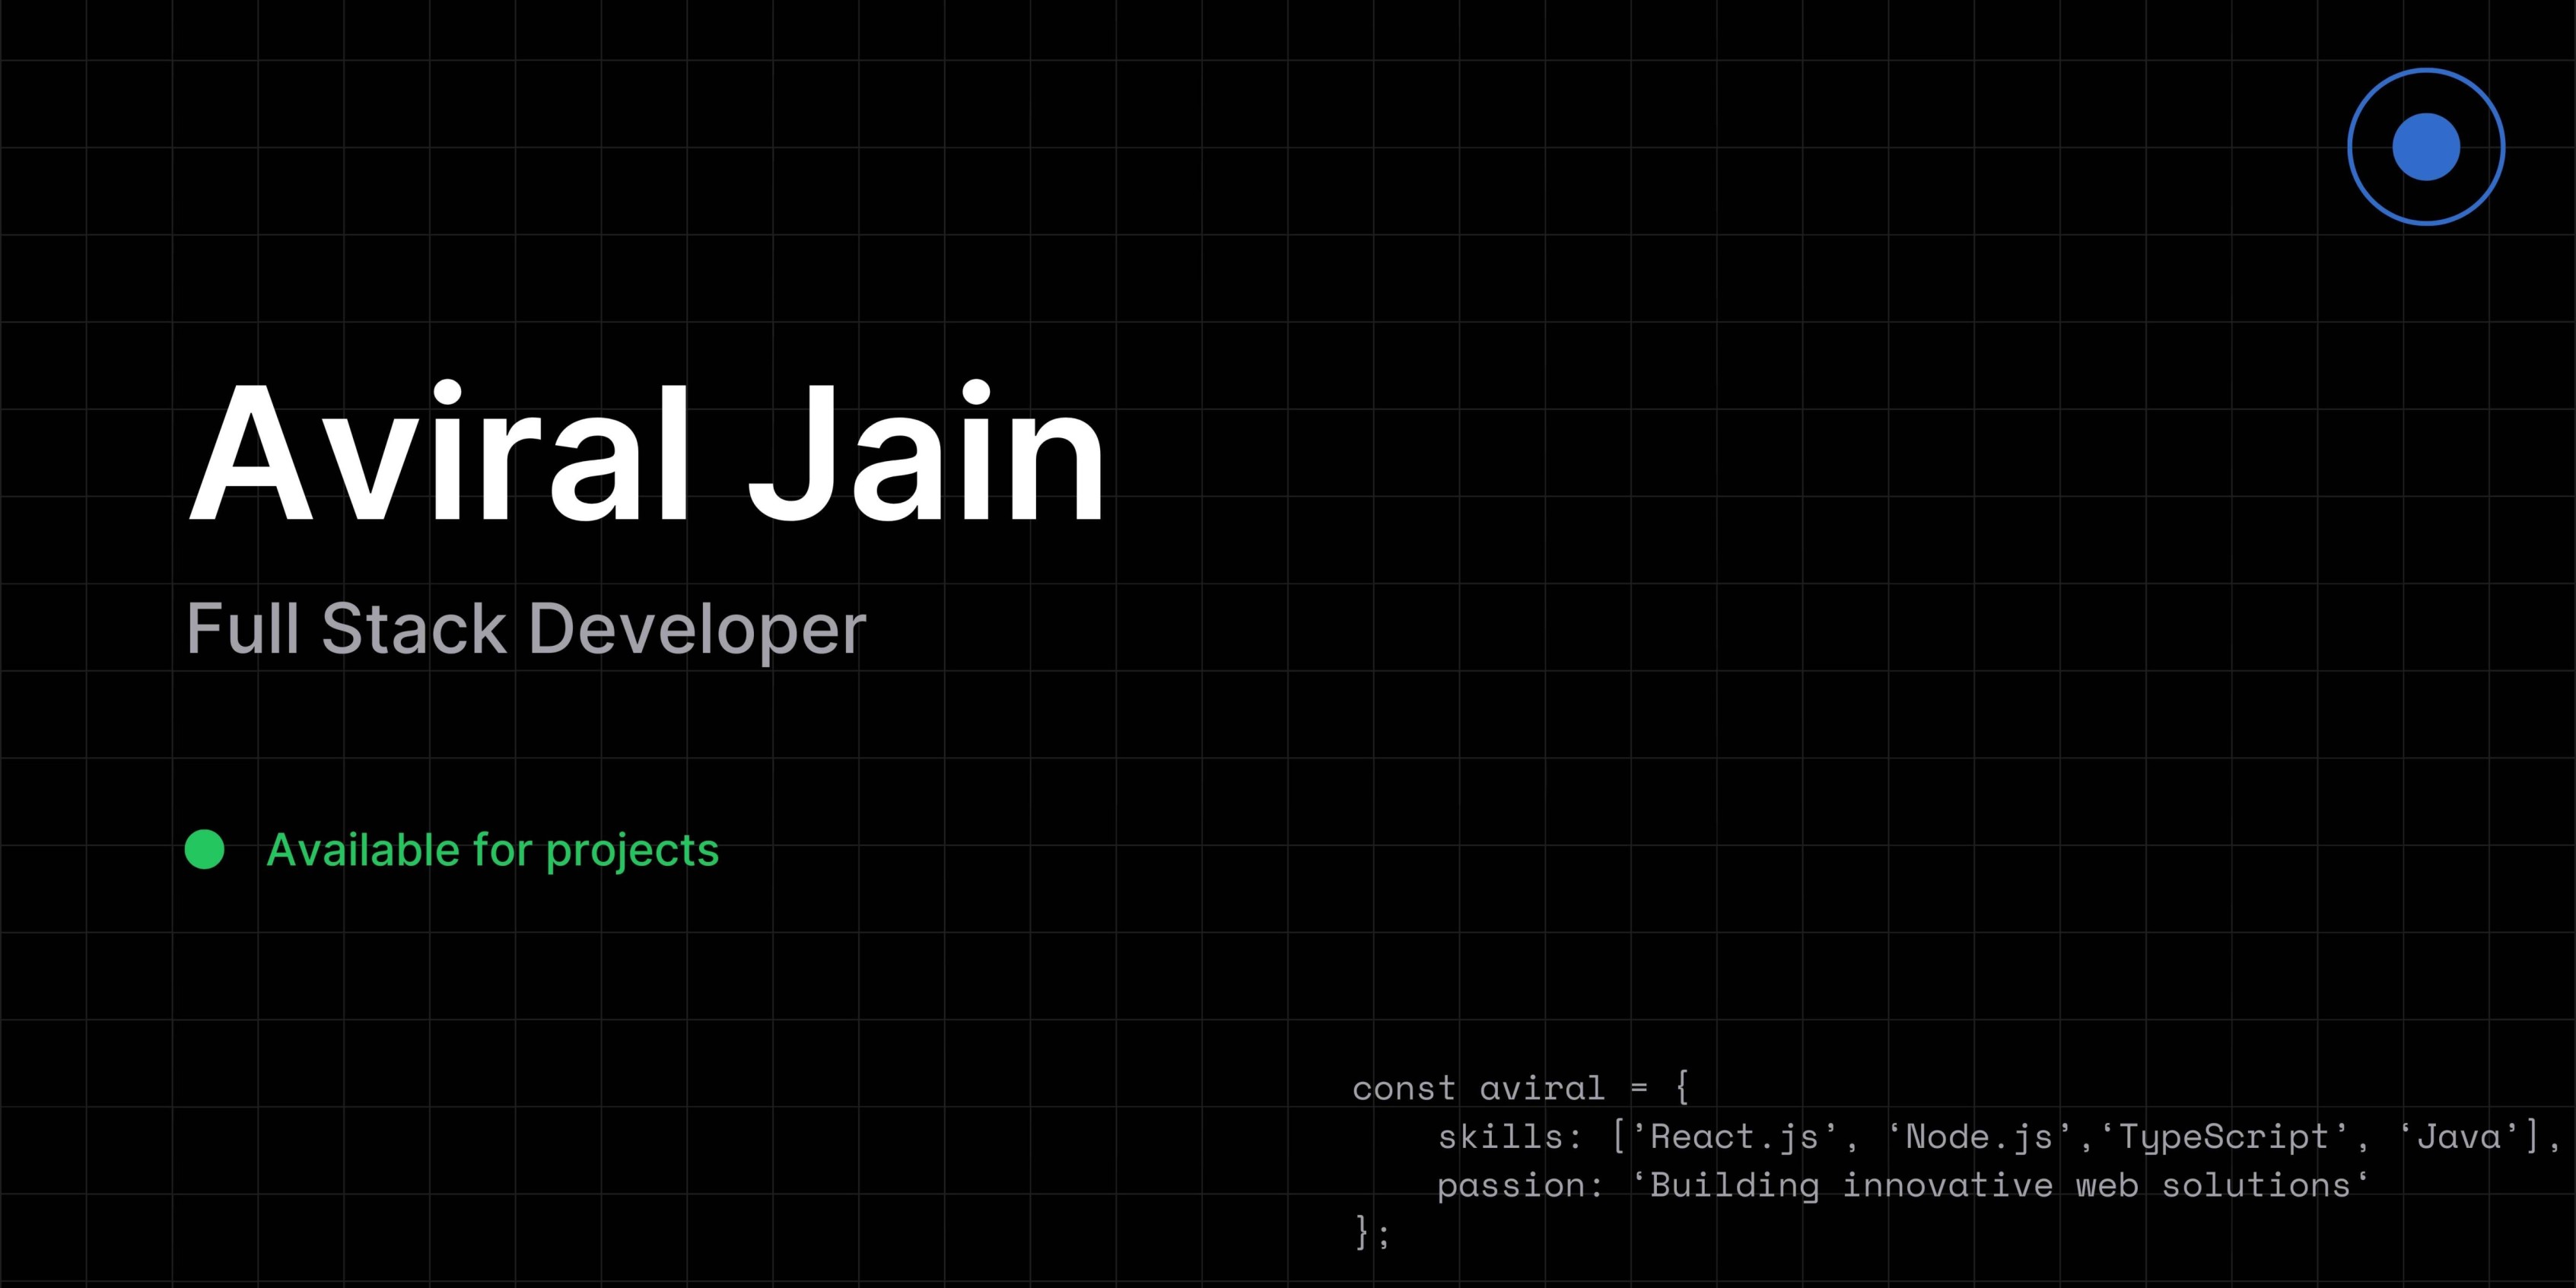 Aviral Jain
Full Stack Developer
Available for projects
const aviral = {
    skills: [’React.js’, ‘Node.js’,‘TypeScript’, ‘Java’],
    passion: ‘Building innovative web solutions‘
};